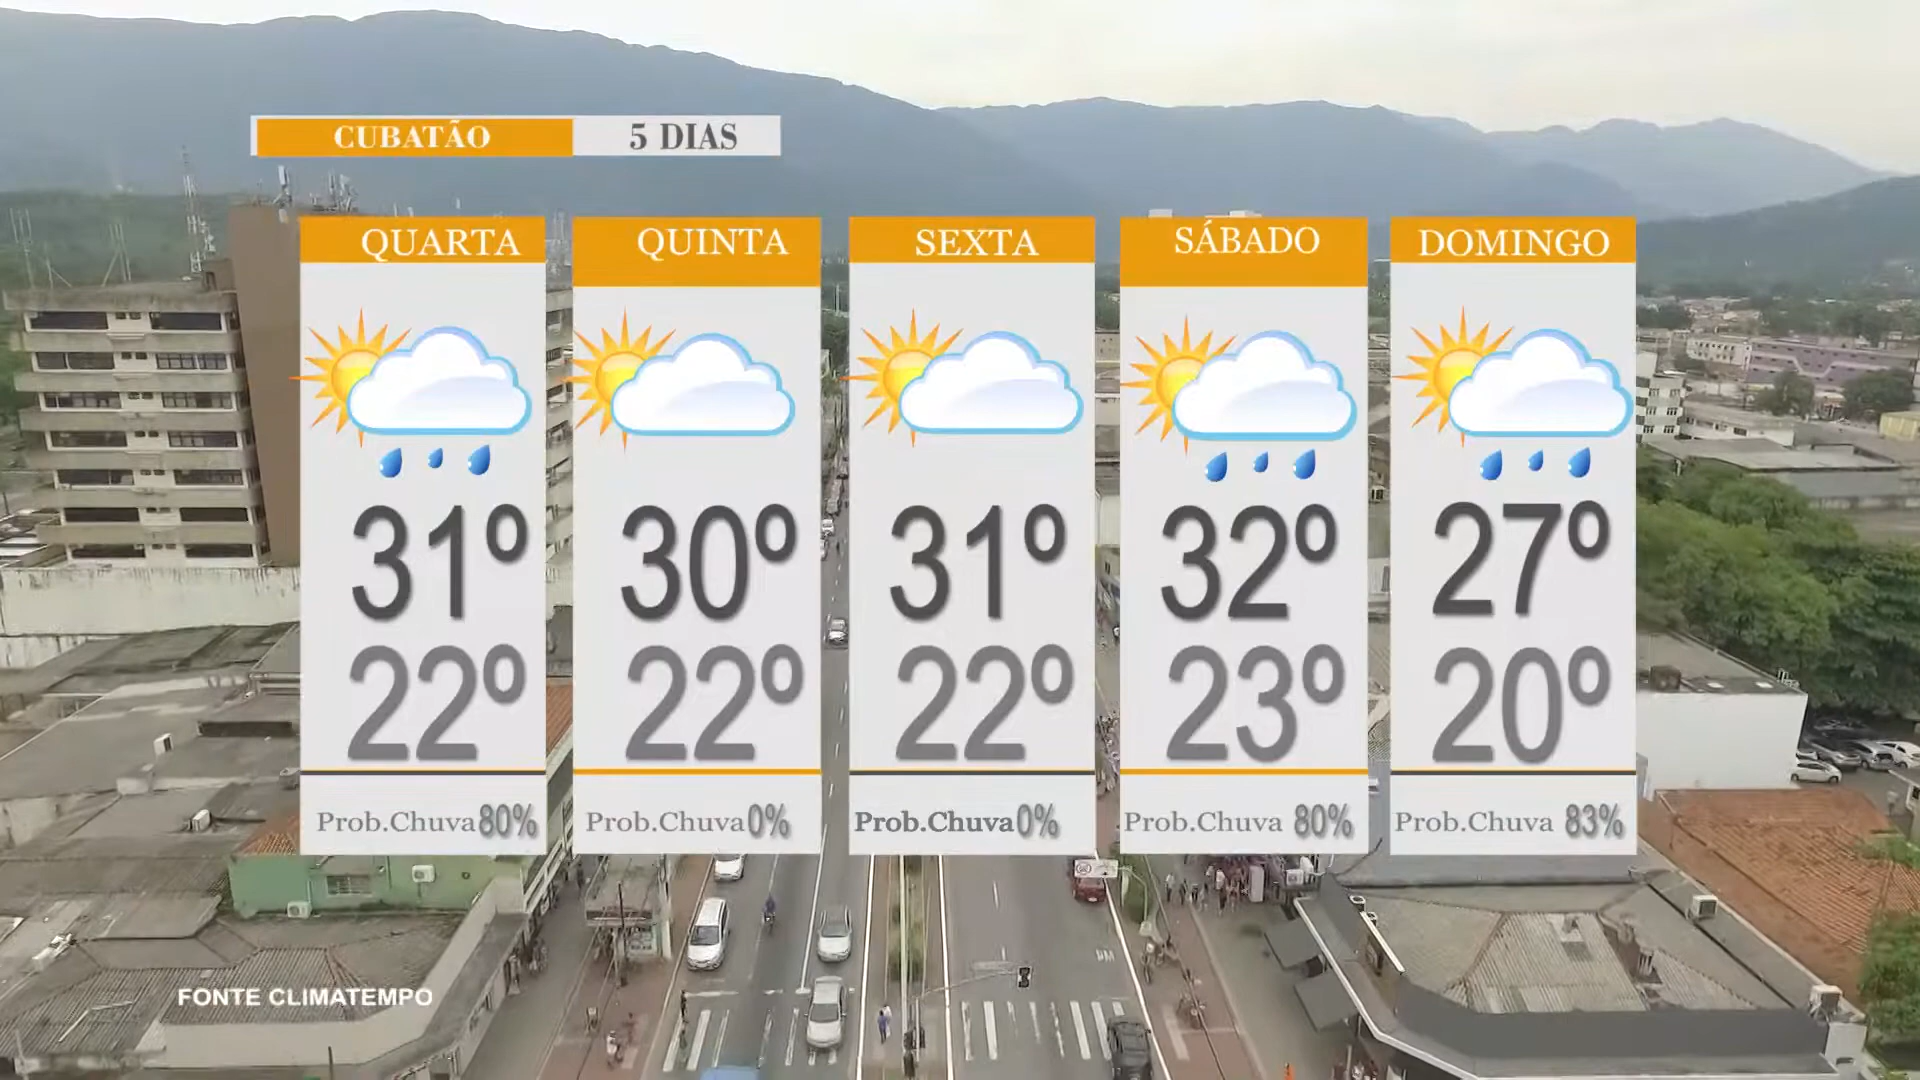 CUBATÃO 5 DIAS
QUARTA QUINTA SEXTA SÁBADO DOMINGO
31º 30º 31º 32º 27º
22º 22º 22º 23º 20º
Prob.Chuva 80% Prob.Chuva 0% Prob.Chuva 0% Prob.Chuva 80% Prob.Chuva 83%
FONTE CLIMATEMPO